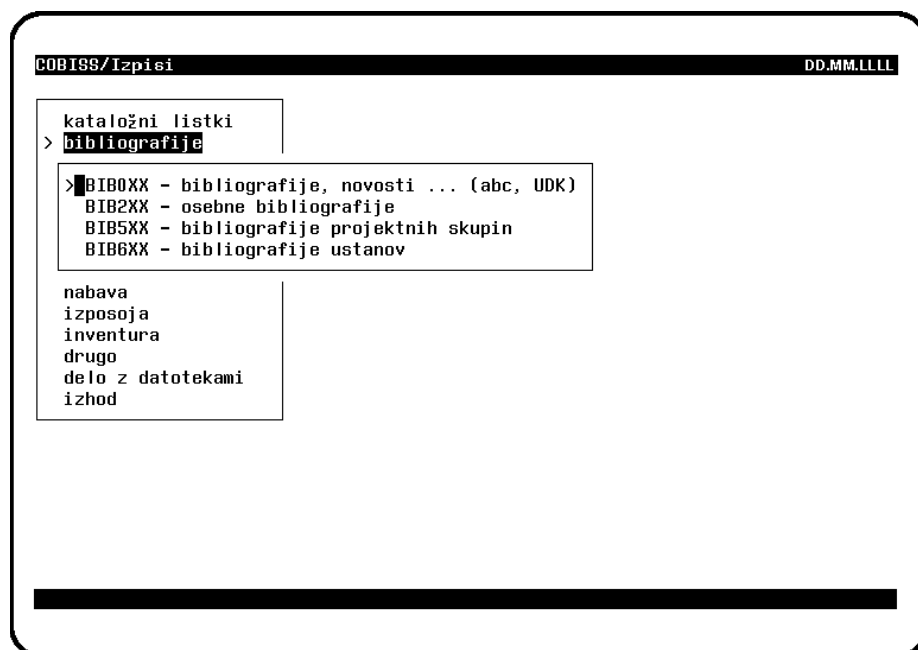 COBISS/Izpisi DD.MM.LLLL
kataložni listki
> bibliografije
> BIB0XX - bibliografije, novosti ... (abc, UDK)
BIB2XX - osebne bibliografije
BIB5XX - bibliografije projektnih skupin
BIB6XX - bibliografije ustanov
nabava
izposoja
inventura
drugo
delo z datotekami
izhod